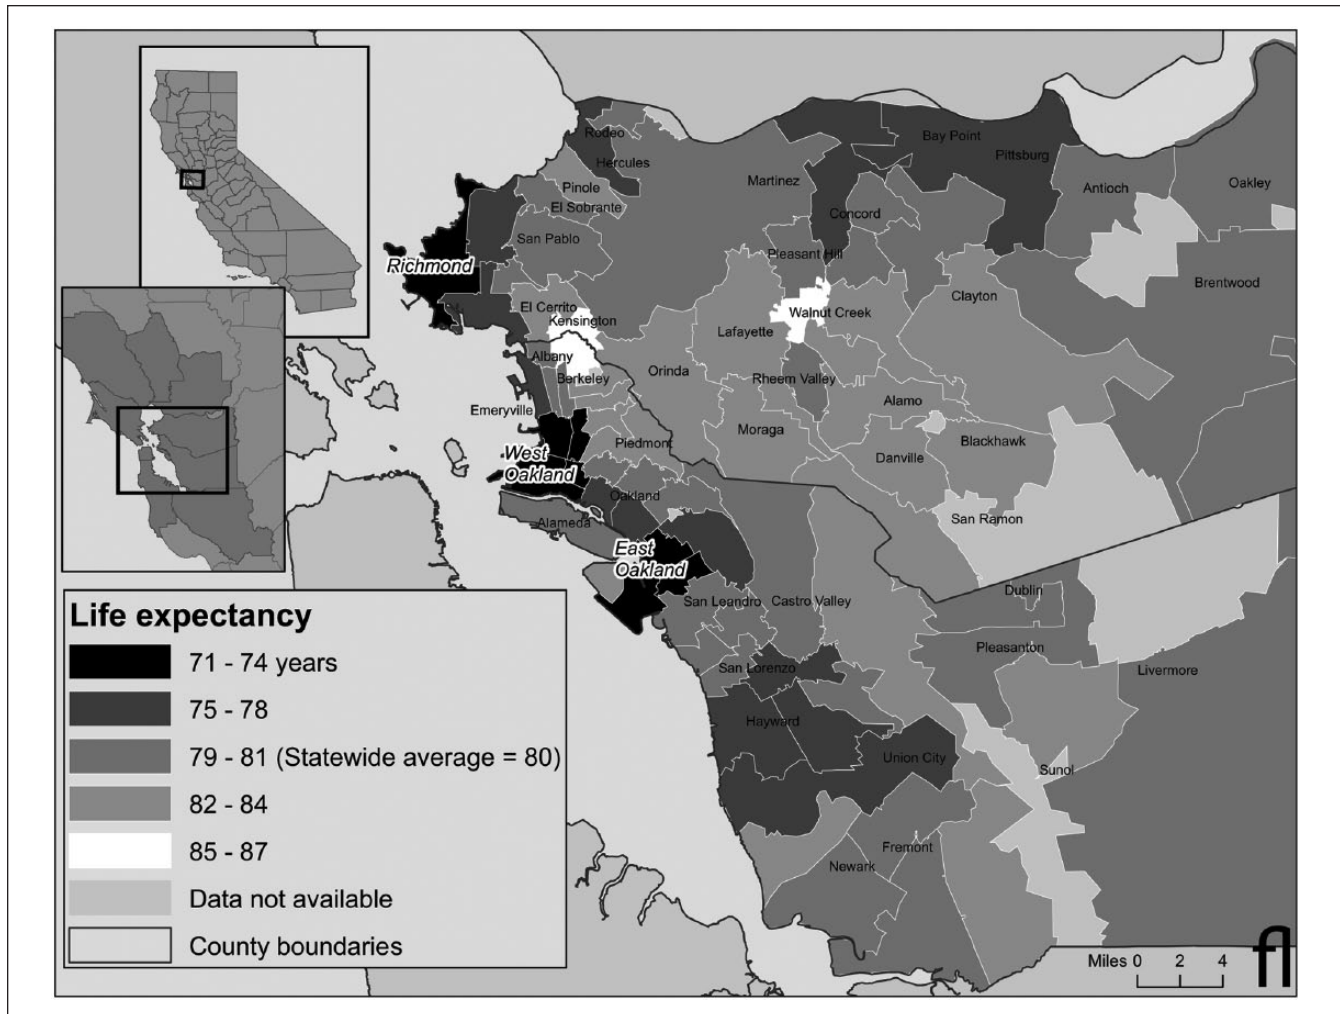 Rodeo
Bay Point
Hercules
Pittsburg
Martinez
Pinole
Antioch
Oakley
El Sobrante
Concord
San Pablo
Pleasant Hill
Richmond
Brentwood
Clayton
El Cerrito
Kensington
Walnut Creek
Lafayette
Albany
Orinda
Rheem Valley
Berkeley
Alamo
Emeryville
Moraga
Piedmont
Blackhawk
Danville
West
Oakland
Oakland
San Ramon
Alameda
East
Oakland
Dublin
San Leandro
Castro Valley
Pleasanton
San Lorenzo
Livermore
Hayward
Union City
Sunol
Fremont
Newark
Life expectancy
71 - 74 years
75 - 78
79 - 81 (Statewide average = 80)
82 - 84
85 - 87
Data not available
County boundaries
Miles 0 2 4
fl